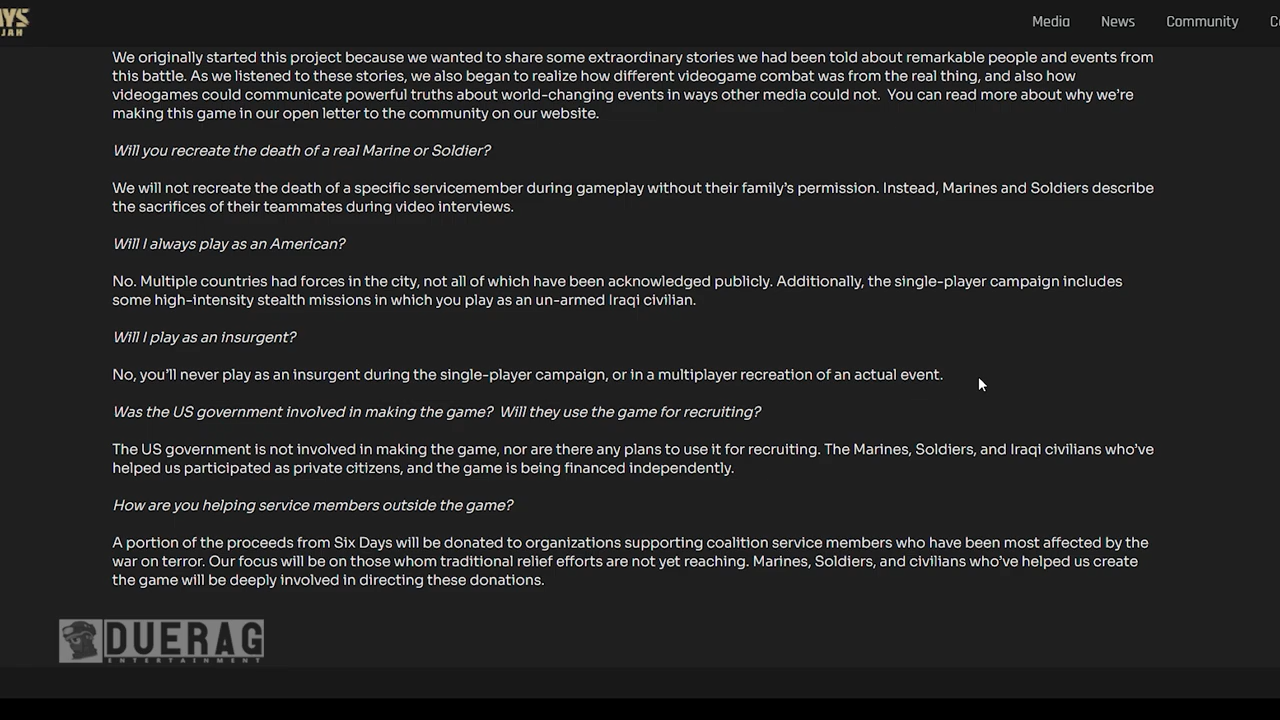 AYS
JAH
Media
News
Community
We originally started this project because we wanted to share some extraordinary stories we had been told about remarkable people and events from
this battle. As we listened to these stories, we also began to realize how different videogame combat was from the real thing, and also how
videogames could communicate powerful truths about world-changing events in ways other media could not.  You can read more about why we’re
making this game in our open letter to the community on our website.
Will you recreate the death of a real Marine or Soldier?
We will not recreate the death of a specific servicemember during gameplay without their family’s permission. Instead, Marines and Soldiers describe
the sacrifices of their teammates during video interviews.
Will I always play as an American?
No. Multiple countries had forces in the city, not all of which have been acknowledged publicly. Additionally, the single-player campaign includes
some high-intensity stealth missions in which you play as an un-armed Iraqi civilian.
Will I play as an insurgent?
No, you’ll never play as an insurgent during the single-player campaign, or in a multiplayer recreation of an actual event.
Was the US government involved in making the game?  Will they use the game for recruiting?
The US government is not involved in making the game, nor are there any plans to use it for recruiting. The Marines, Soldiers, and Iraqi civilians who’ve
helped us participated as private citizens, and the game is being financed independently.
How are you helping service members outside the game?
A portion of the proceeds from Six Days will be donated to organizations supporting coalition service members who have been most affected by the
war on terror. Our focus will be on those whom traditional relief efforts are not yet reaching. Marines, Soldiers, and civilians who’ve helped us create
the game will be deeply involved in directing these donations.
DUERAG
ENTERTAINMENT